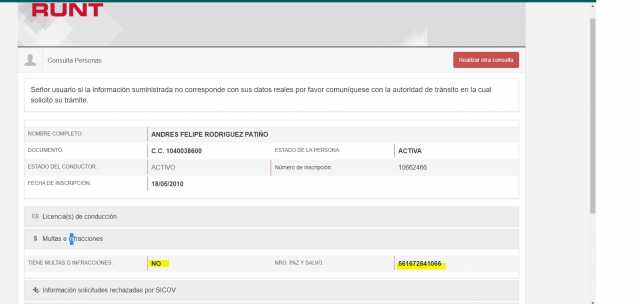 RUNT
Consulta Personas
Realizar otra consulta
Señor usuario si la información suministrada no corresponde con sus datos reales por favor comuníquese con la autoridad de tránsito en la cual
solicitó su trámite.
NOMBRE COMPLETO: ANDRES FELIPE RODRIGUEZ PATIÑO
DOCUMENTO: C.C. 1040038600 ESTADO DE LA PERSONA: ACTIVA
ESTADO DEL CONDUCTOR: ACTIVO Número de inscripción: 10662466
FECHA DE INSCRIPCIÓN: 18/05/2010
Licencia(s) de conducción
$ Multas e infracciones
TIENE MULTAS O INFRACCIONES: NO NRO. PAZ Y SALVO: 561672841066
Información solicitudes rechazadas por SICOV